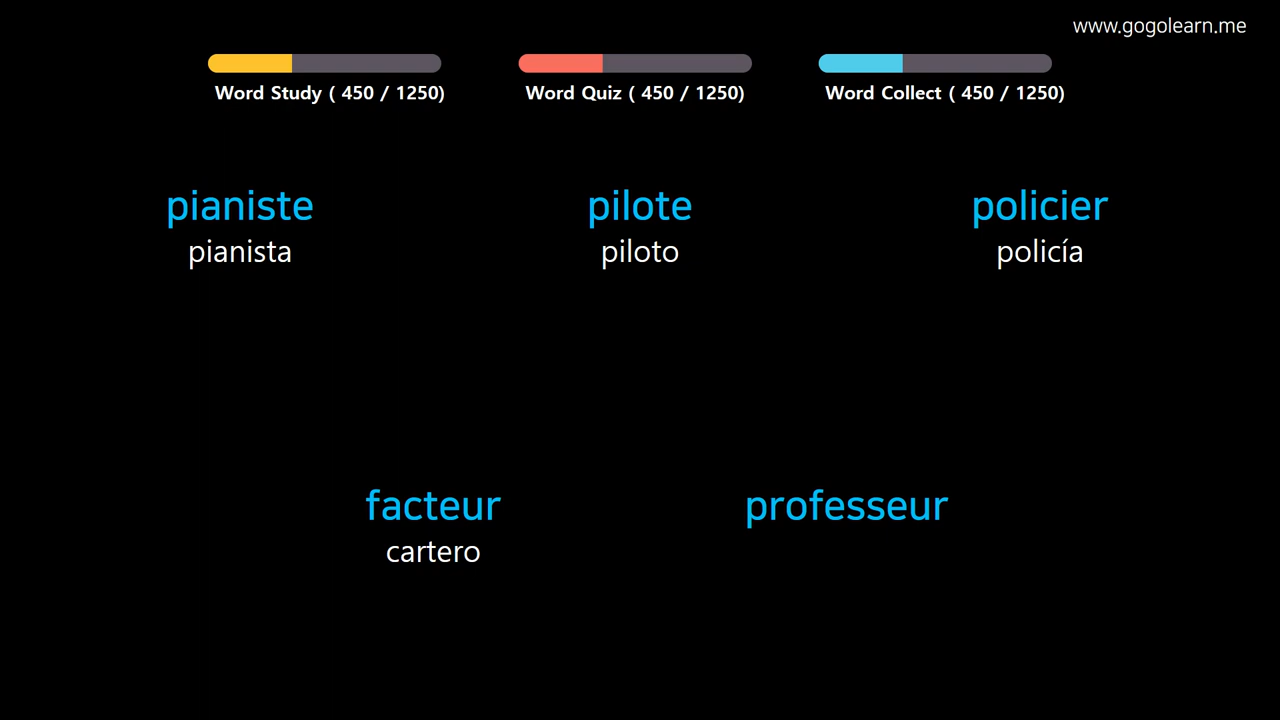 www.gogolearn.me
Word Study ( 450 / 1250)
Word Quiz ( 450 / 1250)
Word Collect ( 450 / 1250)
pianiste
pianista
pilote
piloto
policier
policía
facteur
cartero
professeur